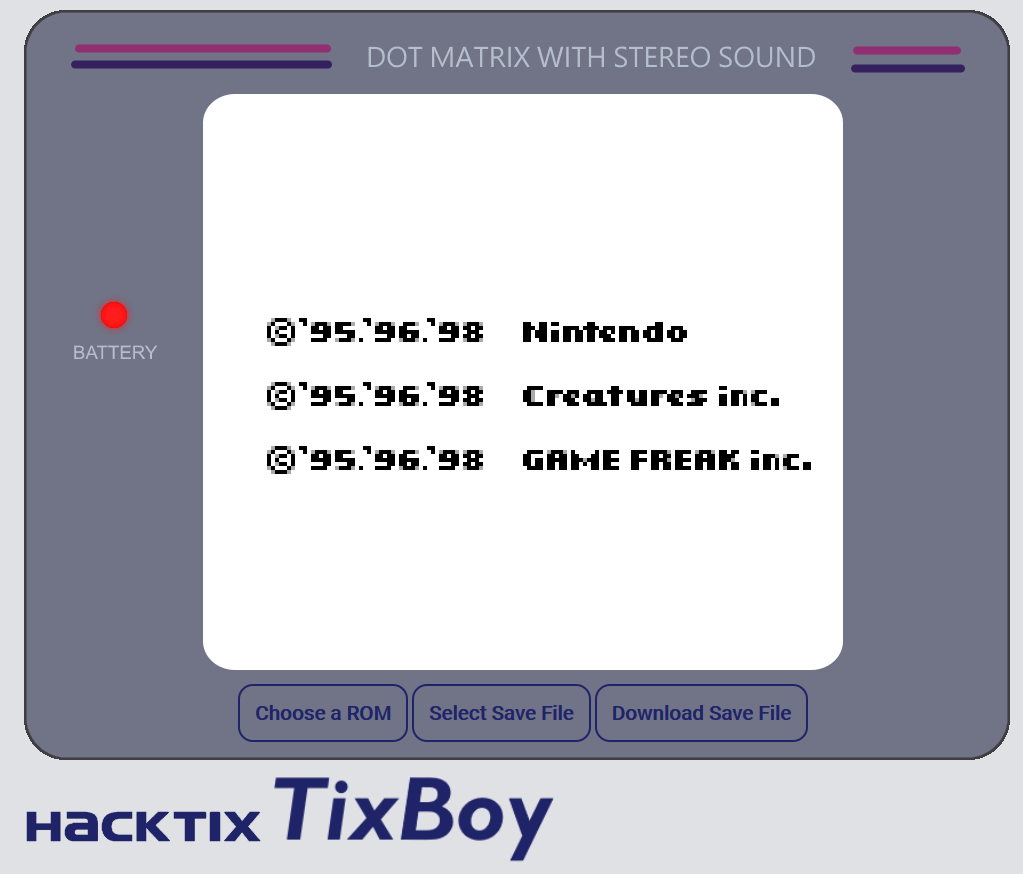 DOT MATRIX WITH STEREO SOUND
©'95.'96.'98 Nintendo
BATTERY
©'95.'96.'98 Creatures inc.
©'95.'96.'98 GAME FREAK inc.
Choose a ROM Select Save File Download Save File
HACKTIX TixBoy